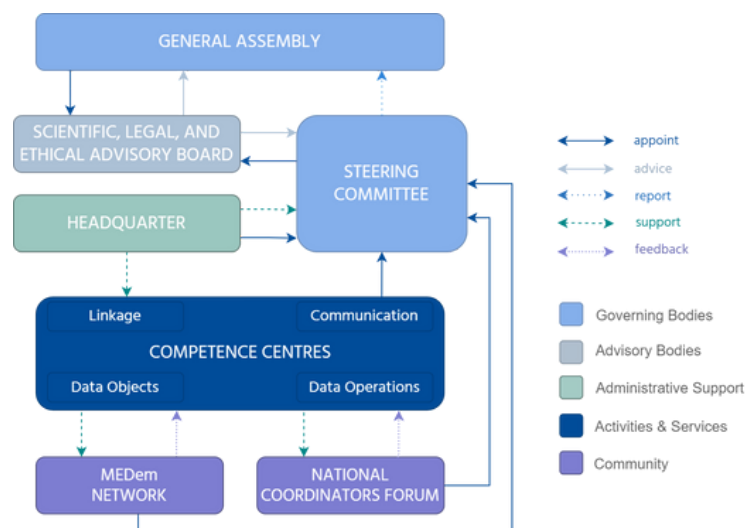 GENERAL ASSEMBLY
SCIENTIFIC, LEGAL, AND
ETHICAL ADVISORY BOARD
STEERING
COMMITTEE
HEADQUARTER
Linkage
Communication
COMPETENCE CENTRES
Data Objects
Data Operations
MEDem
NETWORK
NATIONAL
COORDINATORS FORUM
appoint
advice
report
support
feedback
Governing Bodies
Advisory Bodies
Administrative Support
Activities & Services
Community